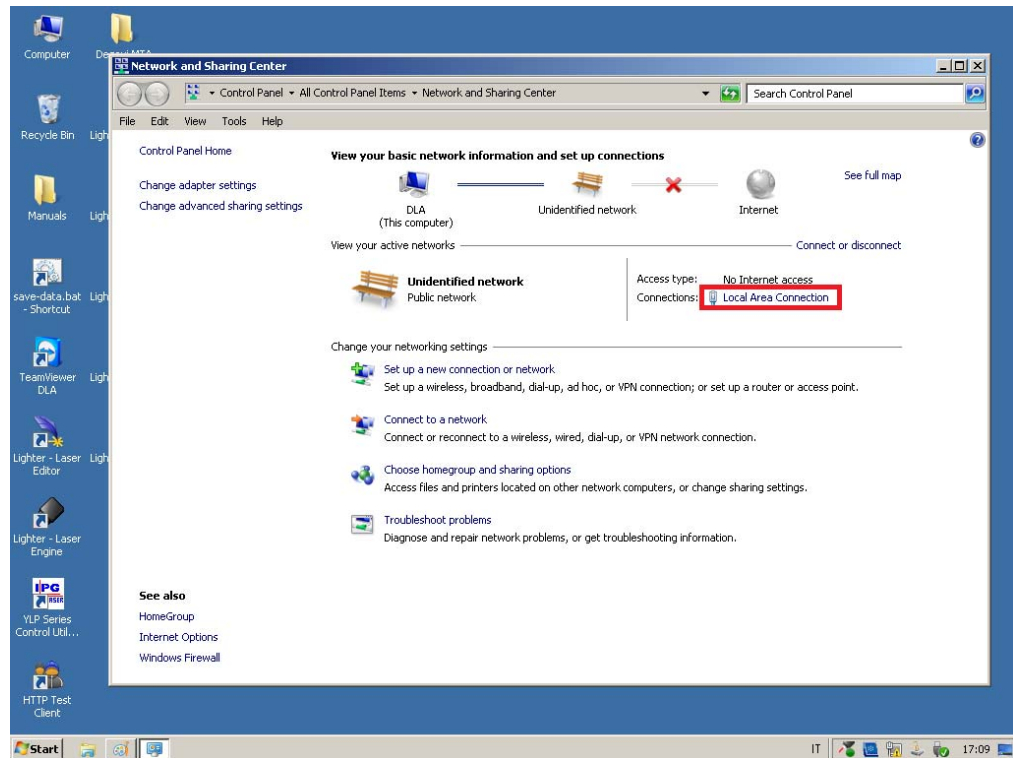 Computer
Network and Sharing Center
Control Panel
All Control Panel Items
Network and Sharing Center
Search Control Panel
File Edit View Tools Help
Recycle Bin
Control Panel Home
Change adapter settings
Change advanced sharing settings
View your basic network information and set up connections
See full map
DLA
(This computer)
Unidentified network
Internet
View your active networks
Connect or disconnect
Unidentified network
Public network
Access type: No Internet access
Connections: Local Area Connection
Change your networking settings
Set up a new connection or network
Set up a wireless, broadband, dial-up, ad hoc, or VPN connection; or set up a router or access point.
Connect to a network
Connect or reconnect to a wireless, wired, dial-up, or VPN network connection.
Choose homegroup and sharing options
Access files and printers located on other network computers, or change sharing settings.
Troubleshoot problems
Diagnose and repair network problems, or get troubleshooting information.
See also
HomeGroup
Internet Options
Windows Firewall
Manuals
save-data.bat
- Shortcut
TeamViewer
DLA
Lighter - Laser
Editor
Lighter - Laser
Engine
IPG
YLP Series
Control Util...
HTTP Test
Client
Start
IT
17:09